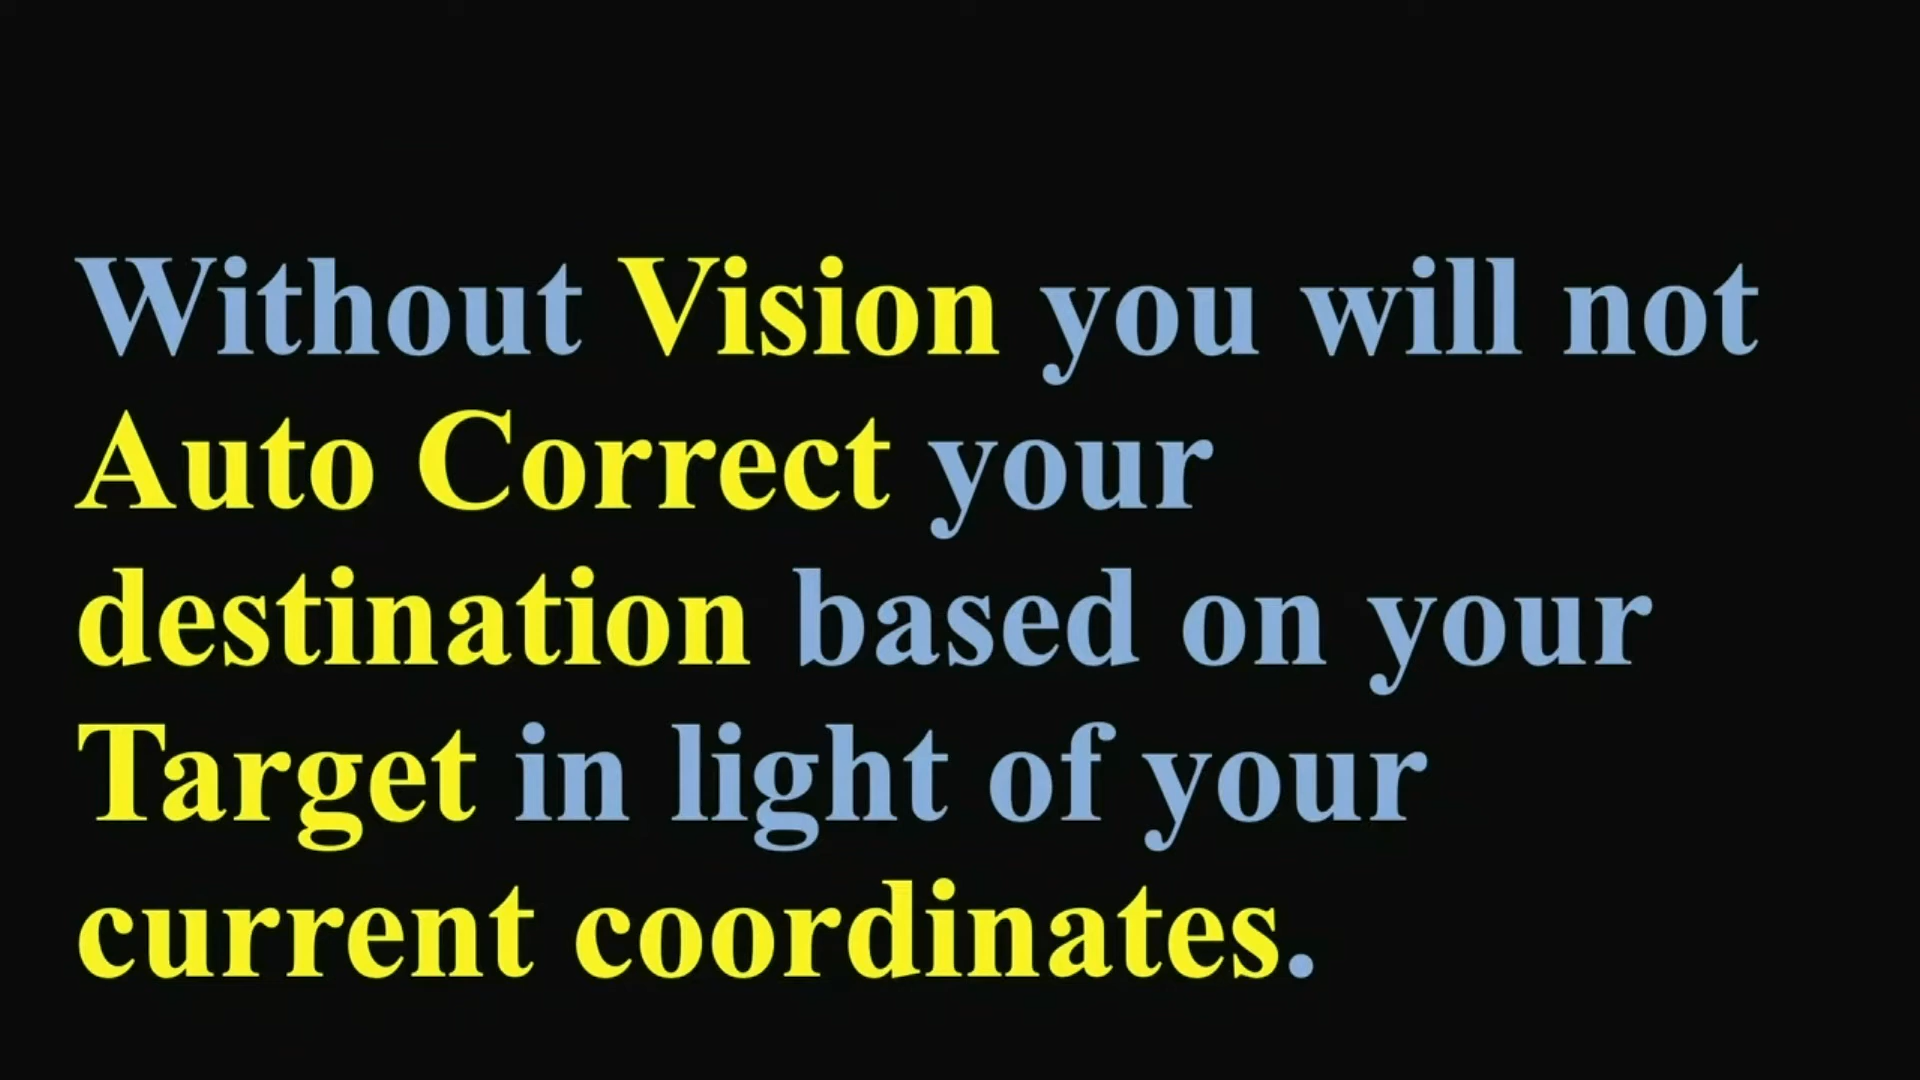 Without Vision you will not
Auto Correct your
destination based on your
Target in light of your
current coordinates.